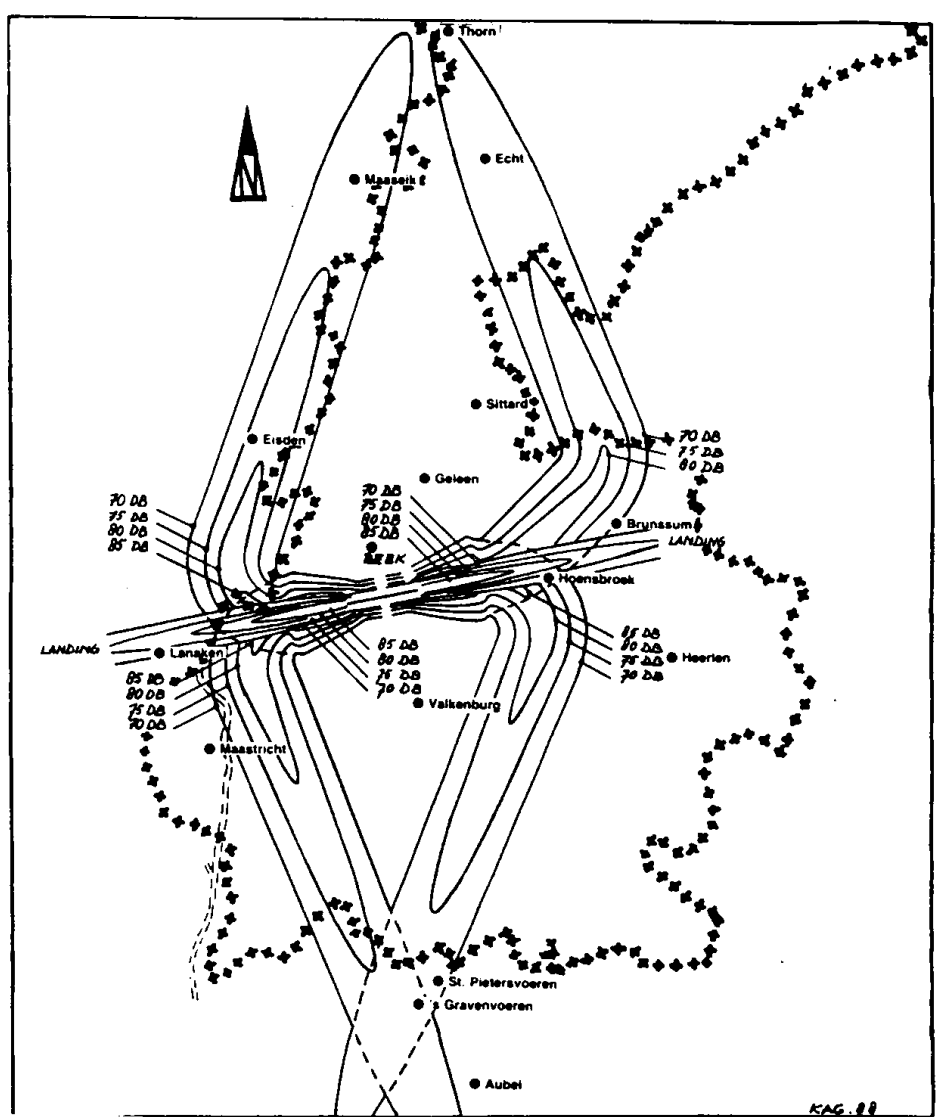 Thorn
Echt
Maaseik
Sittard
Eisden
70 DB
75 DB
80 DB
Geleen
70 DB
75 DB
80 DB
85 DB
70 DB
75 DB
80 DB
85 DB
Brunssum
LANDING
BEEK
Hoensbroek
LANDING
Lanaken
85 DB
80 DB
75 DB
70 DB
85 DB
80 DB
75 DB
70 DB
Heerlen
85 DB
80 DB
75 DB
70 DB
Valkenburg
Maastricht
St. Pietersvoeren
's Gravenvoeren
Aubel
KAG.88